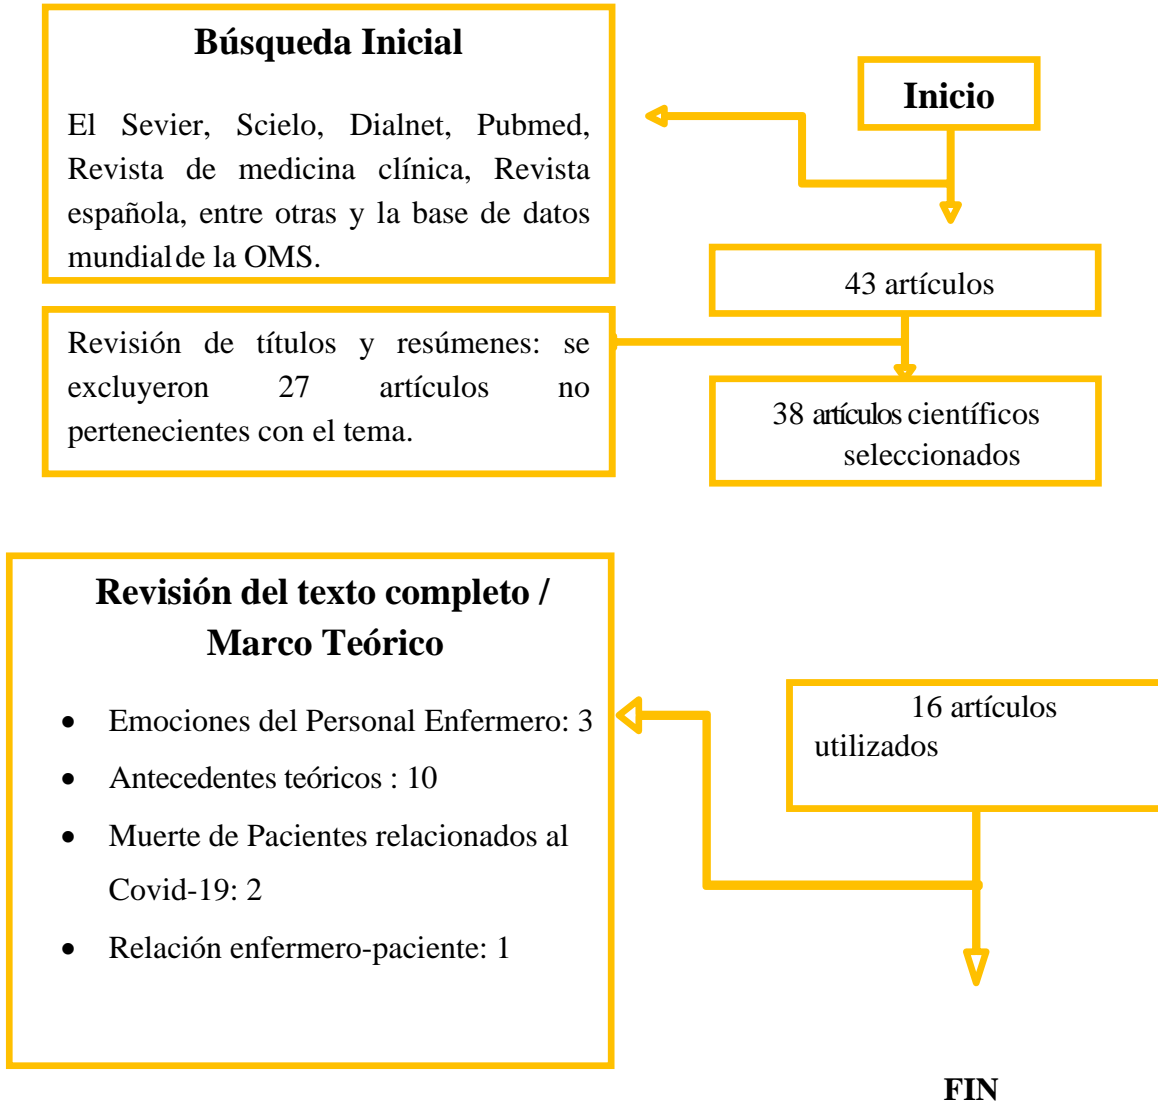 Búsqueda Inicial
El Sevier, Scielo, Dialnet, Pubmed,
Revista de medicina clínica, Revista
española, entre otras y la base de datos
mundial de la OMS.
Inicio
43 artículos
Revisión de títulos y resúmenes: se
excluyeron 27 artículos no
pertenecientes con el tema.
38 artículos científicos
seleccionados
Revisión del texto completo /
Marco Teórico
• Emociones del Personal Enfermero: 3
• Antecedentes teóricos : 10
• Muerte de Pacientes relacionados al
Covid-19: 2
• Relación enfermero-paciente: 1
16 artículos
utilizados
FIN